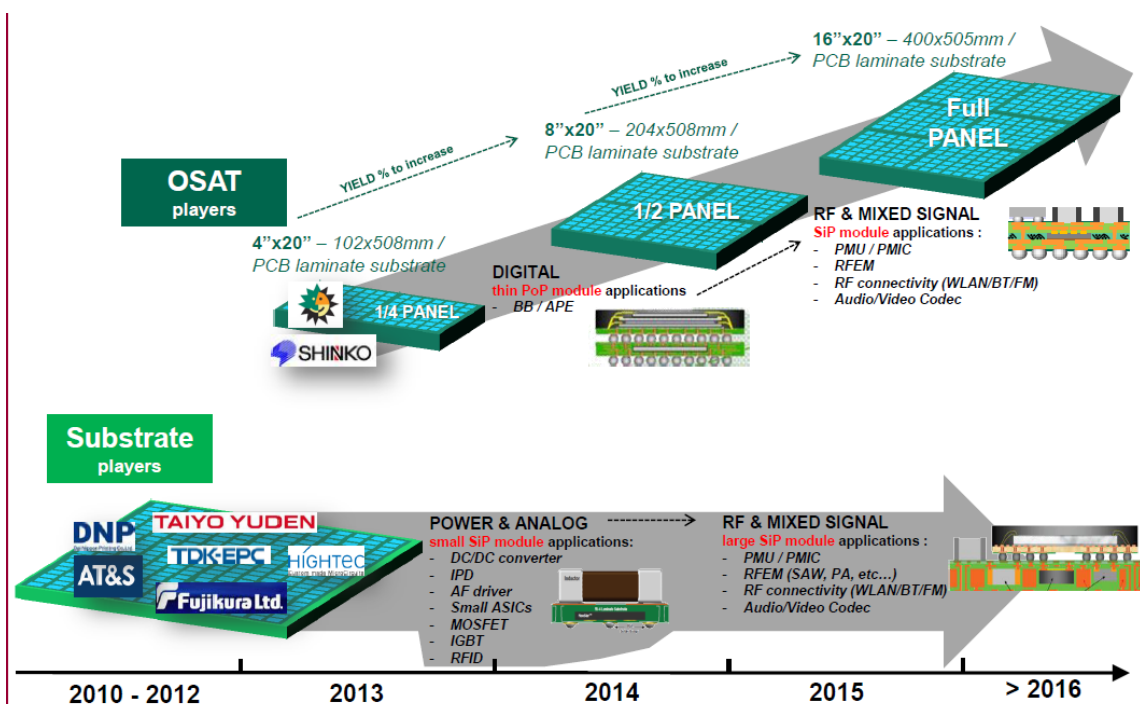 16”x20” – 400x505mm /
PCB laminate substrate
YIELD % to increase
8”x20” – 204x508mm /
PCB laminate substrate
Full
PANEL
YIELD % to increase
OSAT
players
1/2 PANEL
RF & MIXED SIGNAL
SiP module applications :
- PMU / PMIC
- RFEM
- RF connectivity (WLAN/BT/FM)
- Audio/Video Codec
4”x20” – 102x508mm /
PCB laminate substrate
DIGITAL
thin PoP module applications
- BB / APE
1/4 PANEL
SHINKO
Substrate
players
DNP
TAIYO YUDEN
AT&S
TDK-EPC
HIGHTEC
Fujikura Ltd.
POWER & ANALOG
small SiP module applications:
- DC/DC converter
- IPD
- AF driver
- Small ASICs
- MOSFET
- IGBT
- RFID
RF & MIXED SIGNAL
large SiP module applications :
- PMU / PMIC
- RFEM (SAW, PA, etc…)
- RF connectivity (WLAN/BT/FM)
- Audio/Video Codec
2010 - 2012
2013
2014
2015
> 2016